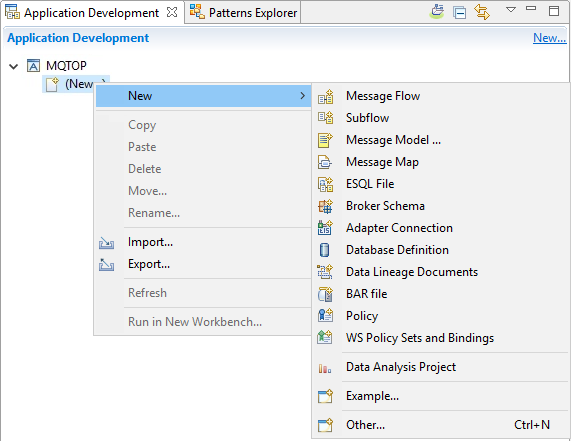 Application Development Patterns Explorer
Application Development New...
MQTOP
(New
New
Copy
Paste
Delete
Move...
Rename...
Import...
Export...
Refresh
Run in New Workbench...
Message Flow
Subflow
Message Model ...
Message Map
ESQL File
Broker Schema
Adapter Connection
Database Definition
Data Lineage Documents
BAR file
Policy
WS Policy Sets and Bindings
Data Analysis Project
Example...
Other... Ctrl+N